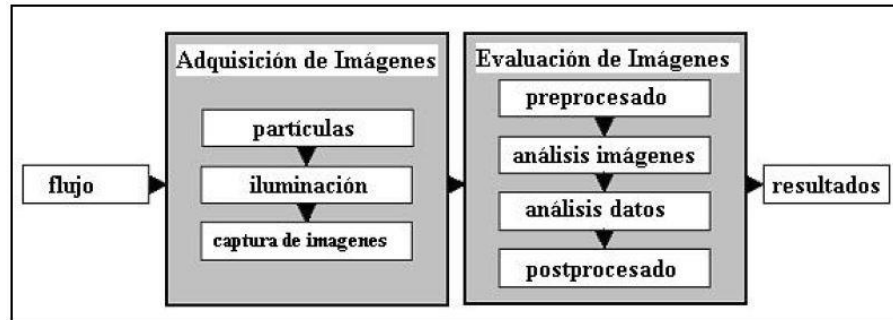 flujo
Adquisición de Imágenes
partículas
iluminación
captura de imagenes
Evaluación de Imágenes
preprocesado
análisis imágenes
análisis datos
postprocesado
resultados